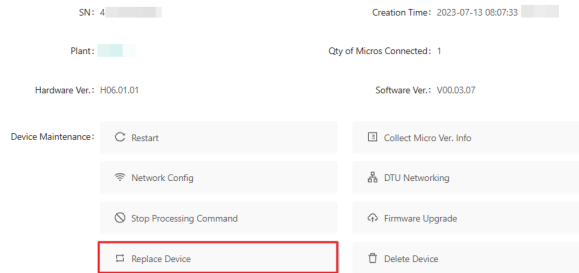 SN: 4
Creation Time: 2023-07-13 08:07:33
Plant:
Qty of Micros Connected: 1
Hardware Ver.: H06.01.01
Software Ver.: V00.03.07
Device Maintenance:
Restart
Collect Micro Ver. Info
Network Config
DTU Networking
Stop Processing Command
Firmware Upgrade
Replace Device
Delete Device